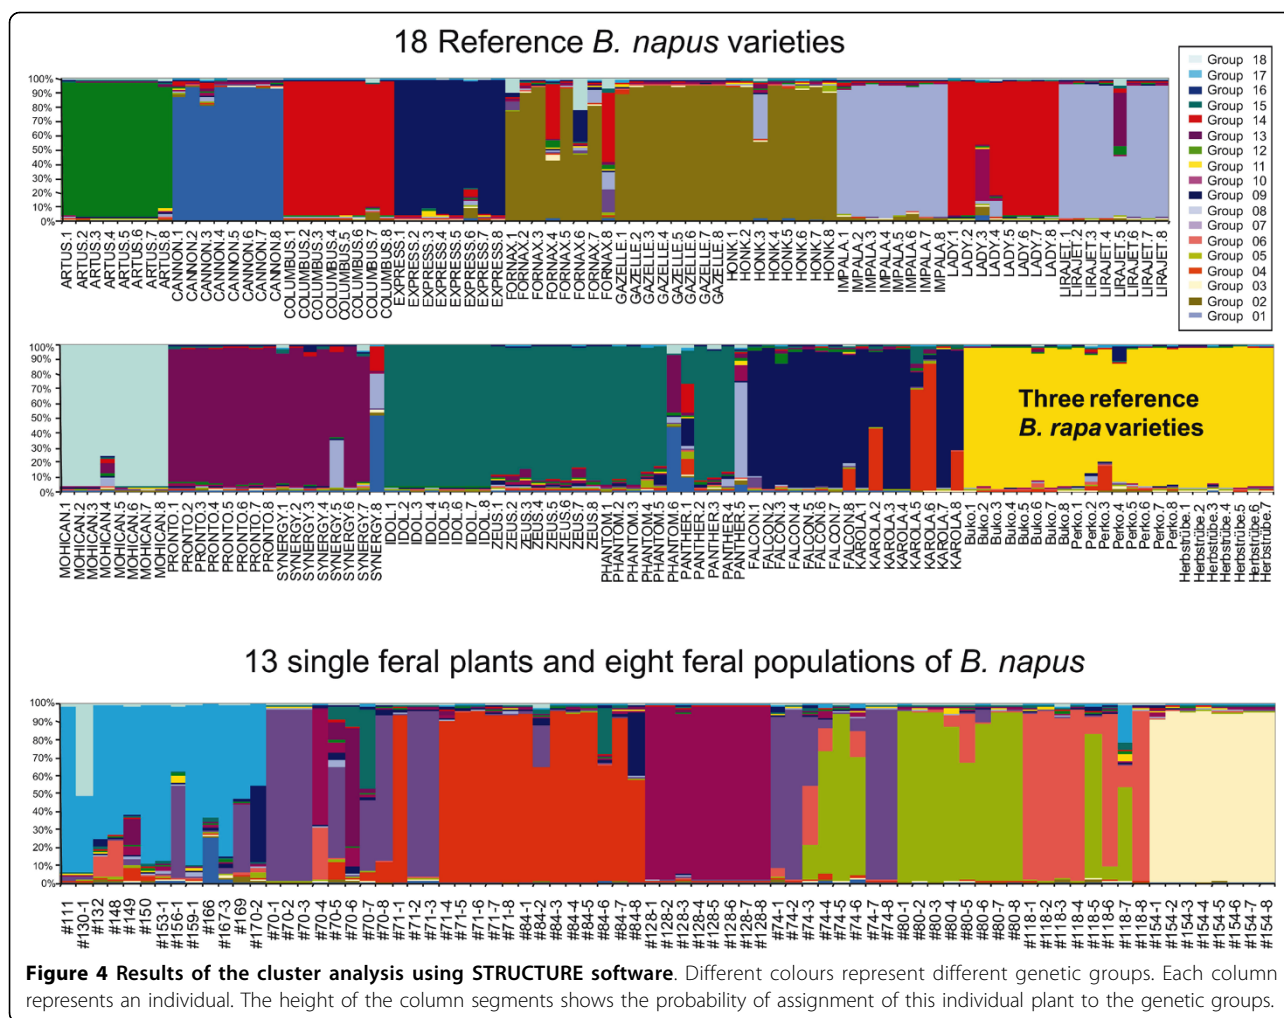 18 Reference B. napus varieties
100%
90%
80%
70%
60%
50%
40%
30%
20%
10%
0%
ARTUS.1
ARTUS.2
ARTUS.3
ARTUS.4
ARTUS.5
ARTUS.6
ARTUS.7
ARTUS.8
CANNON.1
CANNON.2
CANNON.3
CANNON.4
CANNON.5
CANNON.6
CANNON.7
CANNON.8
COLUMBUS.1
COLUMBUS.2
COLUMBUS.3
COLUMBUS.4
COLUMBUS.5
COLUMBUS.6
COLUMBUS.7
COLUMBUS.8
EXPRESS.1
EXPRESS.2
EXPRESS.3
EXPRESS.4
EXPRESS.5
EXPRESS.6
EXPRESS.7
EXPRESS.8
FORNAX.1
FORNAX.2
FORNAX.3
FORNAX.4
FORNAX.5
FORNAX.6
FORNAX.7
FORNAX.8
GAZELLE.1
GAZELLE.2
GAZELLE.3
GAZELLE.4
GAZELLE.5
GAZELLE.6
GAZELLE.7
GAZELLE.8
HONK.1
HONK.2
HONK.3
HONK.4
HONK.5
HONK.6
HONK.7
HONK.8
IMPALA.1
IMPALA.2
IMPALA.3
IMPALA.4
IMPALA.5
IMPALA.6
IMPALA.7
IMPALA.8
LADY.1
LADY.2
LADY.3
LADY.4
LADY.5
LADY.6
LADY.7
LADY.8
LIRAJET.1
LIRAJET.2
LIRAJET.3
LIRAJET.4
LIRAJET.5
LIRAJET.6
LIRAJET.7
LIRAJET.8
Group 18
Group 17
Group 16
Group 15
Group 14
Group 13
Group 12
Group 11
Group 10
Group 09
Group 08
Group 07
Group 06
Group 05
Group 04
Group 03
Group 02
Group 01
100%
90%
80%
70%
60%
50%
40%
30%
20%
10%
0%
Three reference
B. rapa varieties
MOHICAN.1
MOHICAN.2
MOHICAN.3
MOHICAN.4
MOHICAN.5
MOHICAN.6
MOHICAN.7
MOHICAN.8
PRONTO.1
PRONTO.2
PRONTO.3
PRONTO.4
PRONTO.5
PRONTO.6
PRONTO.7
PRONTO.8
SYNERGY.1
SYNERGY.2
SYNERGY.3
SYNERGY.4
SYNERGY.5
SYNERGY.6
SYNERGY.7
SYNERGY.8
IDOL.1
IDOL.2
IDOL.3
IDOL.4
IDOL.5
IDOL.6
IDOL.7
IDOL.8
ZEUS.1
ZEUS.2
ZEUS.3
ZEUS.4
ZEUS.5
ZEUS.6
ZEUS.7
ZEUS.8
PHANTOM1
PHANTOM.2
PHANTOM.3
PHANTOM.4
PHANTOM.5
PHANTOM.6
PANTHER.1
PANTHER.2
PANTHER.3
PANTHER.4
PANTHER.5
FALCON.1
FALCON.2
FALCON.3
FALCON.4
FALCON.5
FALCON.6
FALCON.7
FALCON.8
KAROLA.1
KAROLA.2
KAROLA.3
KAROLA.4
KAROLA.5
KAROLA.6
KAROLA.7
KAROLA.8
Buko.1
Buko.2
Buko.3
Buko.4
Buko.5
Buko.6
Buko.7
Buko.8
Perko.1
Perko.2
Perko.3
Perko.4
Perko.5
Perko.6
Perko.7
Perko.8
Herbstrübe.1
Herbstrübe.2
Herbstrübe.3
Herbstrübe.4
Herbstrübe.5
Herbstrübe.6
Herbstrübe.7
13 single feral plants and eight feral populations of B. napus
100%
90%
80%
70%
60%
50%
40%
30%
20%
10%
0%
#111
#130-1
#132
#148
#149
#150
#153-1
#156-1
#159-1
#166
#167-3
#169
#170-2
#70-1
#70-2
#70-3
#70-4
#70-5
#70-6
#70-7
#70-8
#71-1
#71-2
#71-3
#71-4
#71-5
#71-6
#71-7
#71-8
#84-1
#84-2
#84-3
#84-4
#84-5
#84-6
#84-7
#84-8
#128-1
#128-2
#128-3
#128-4
#128-5
#128-6
#128-7
#128-8
#74-1
#74-2
#74-3
#74-4
#74-5
#74-6
#74-7
#74-8
#80-1
#80-2
#80-3
#80-4
#80-5
#80-6
#80-7
#80-8
#118-1
#118-2
#118-3
#118-4
#118-5
#118-6
#118-7
#118-8
#154-1
#154-2
#154-3
#154-4
#154-5
#154-6
#154-7
#154-8
Figure 4 Results of the cluster analysis using STRUCTURE software. Different colours represent different genetic groups. Each column
represents an individual. The height of the column segments shows the probability of assignment of this individual plant to the genetic groups.